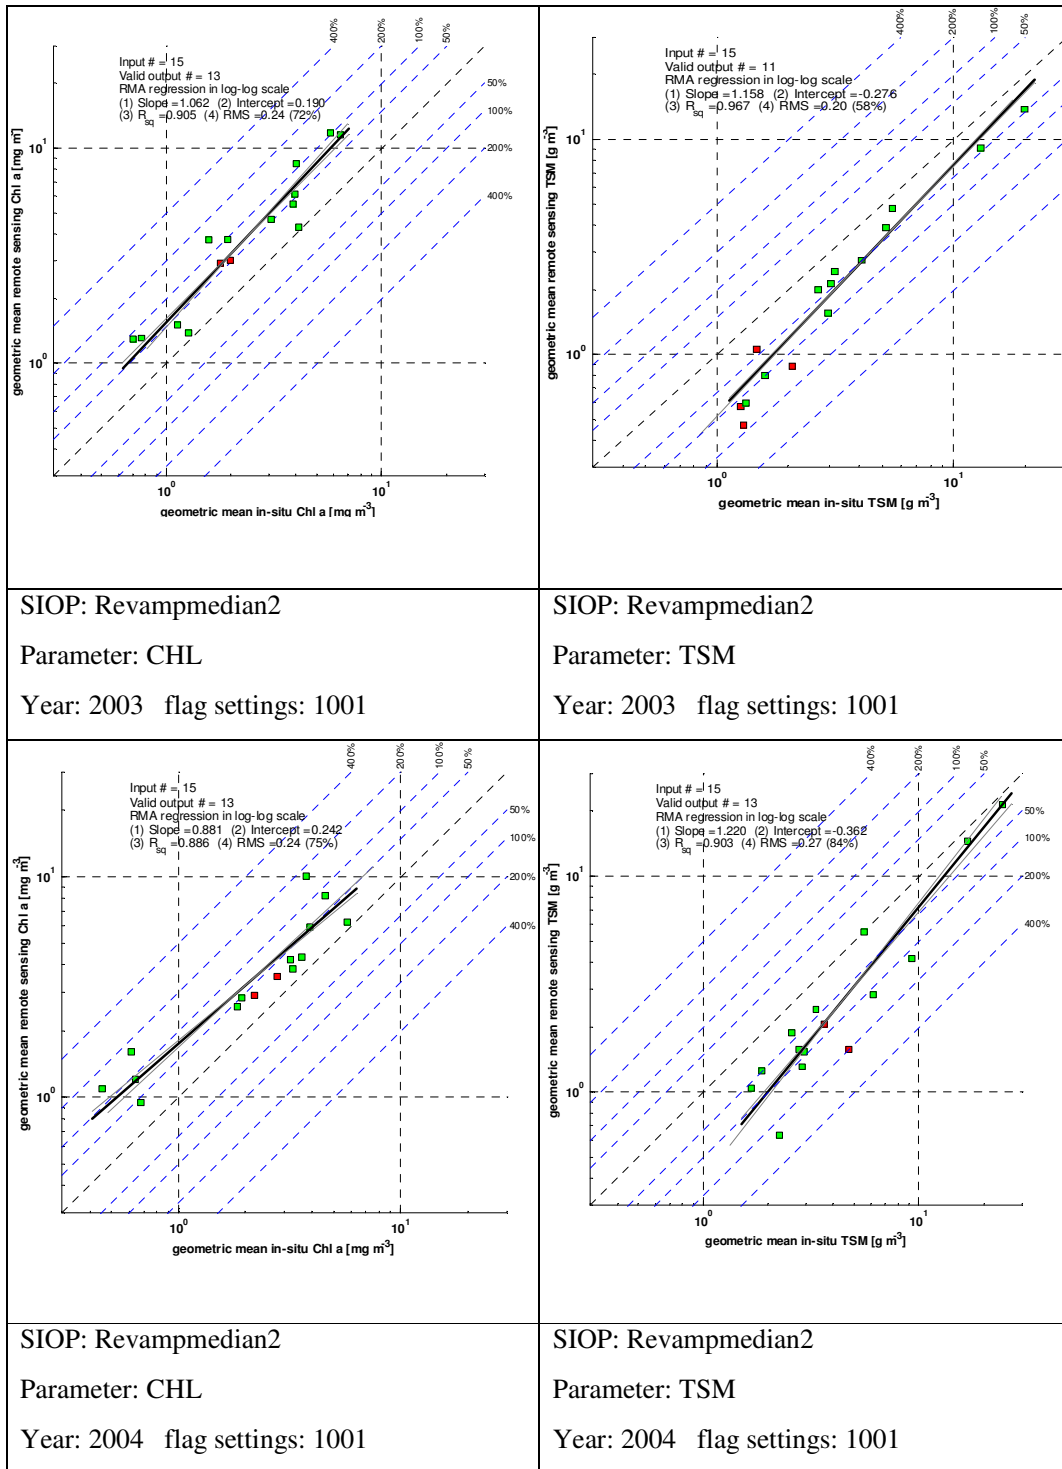 400%
200%
100%
50%
Input # = 15
Valid output # = 13
RMA regression in log-log scale
(1) Slope =1.062 (2) Intercept =0.190
(3) R_sq =0.905 (4) RMS =0.24 (72%)
50%
100%
200%
400%
10^1
10^0
geometric mean remote sensing Chl a [mg m^-3]
10^0
10^1
geometric mean in-situ Chl a [mg m^-3]
400%
200%
100%
50%
Input # = 15
Valid output # = 11
RMA regression in log-log scale
(1) Slope =1.158 (2) Intercept =-0.276
(3) R_sq =0.967 (4) RMS =0.20 (58%)
50%
100%
200%
400%
10^1
10^0
geometric mean remote sensing TSM [g m^-3]
10^0
10^1
geometric mean in-situ TSM [g m^-3]
SIOP: Revampmedian2
Parameter: CHL
Year: 2003 flag settings: 1001
SIOP: Revampmedian2
Parameter: TSM
Year: 2003 flag settings: 1001
400%
200%
100%
50%
Input # = 15
Valid output # = 13
RMA regression in log-log scale
(1) Slope =0.881 (2) Intercept =0.242
(3) R_sq =0.886 (4) RMS =0.24 (75%)
50%
100%
200%
400%
10^1
10^0
geometric mean remote sensing Chl a [mg m^-3]
10^0
10^1
geometric mean in-situ Chl a [mg m^-3]
400%
200%
100%
50%
Input # = 15
Valid output # = 13
RMA regression in log-log scale
(1) Slope =1.220 (2) Intercept =-0.362
(3) R_sq =0.903 (4) RMS =0.27 (84%)
50%
100%
200%
400%
10^1
10^0
geometric mean remote sensing TSM [g m^-3]
10^0
10^1
geometric mean in-situ TSM [g m^-3]
SIOP: Revampmedian2
Parameter: CHL
Year: 2004 flag settings: 1001
SIOP: Revampmedian2
Parameter: TSM
Year: 2004 flag settings: 1001